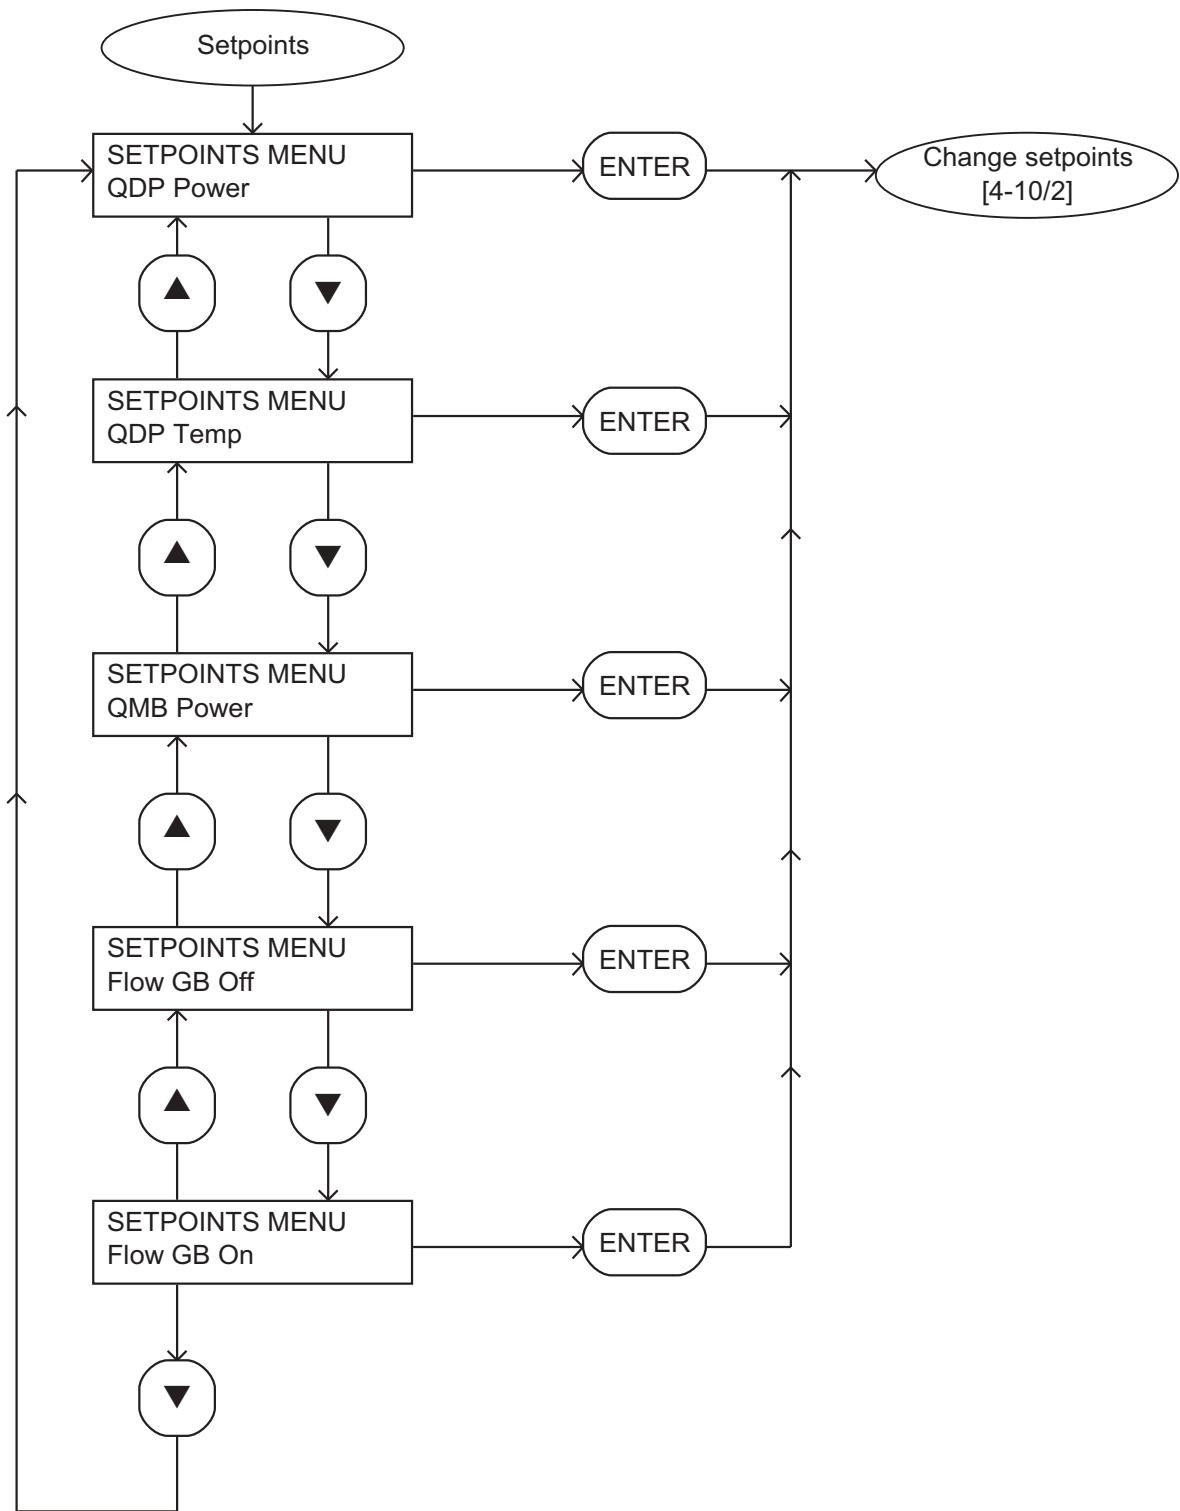 Setpoints
SETPOINTS MENU
QDP Power
ENTER
Change setpoints
[4-10/2]
SETPOINTS MENU
QDP Temp
ENTER
SETPOINTS MENU
QMB Power
ENTER
SETPOINTS MENU
Flow GB Off
ENTER
SETPOINTS MENU
Flow GB On
ENTER